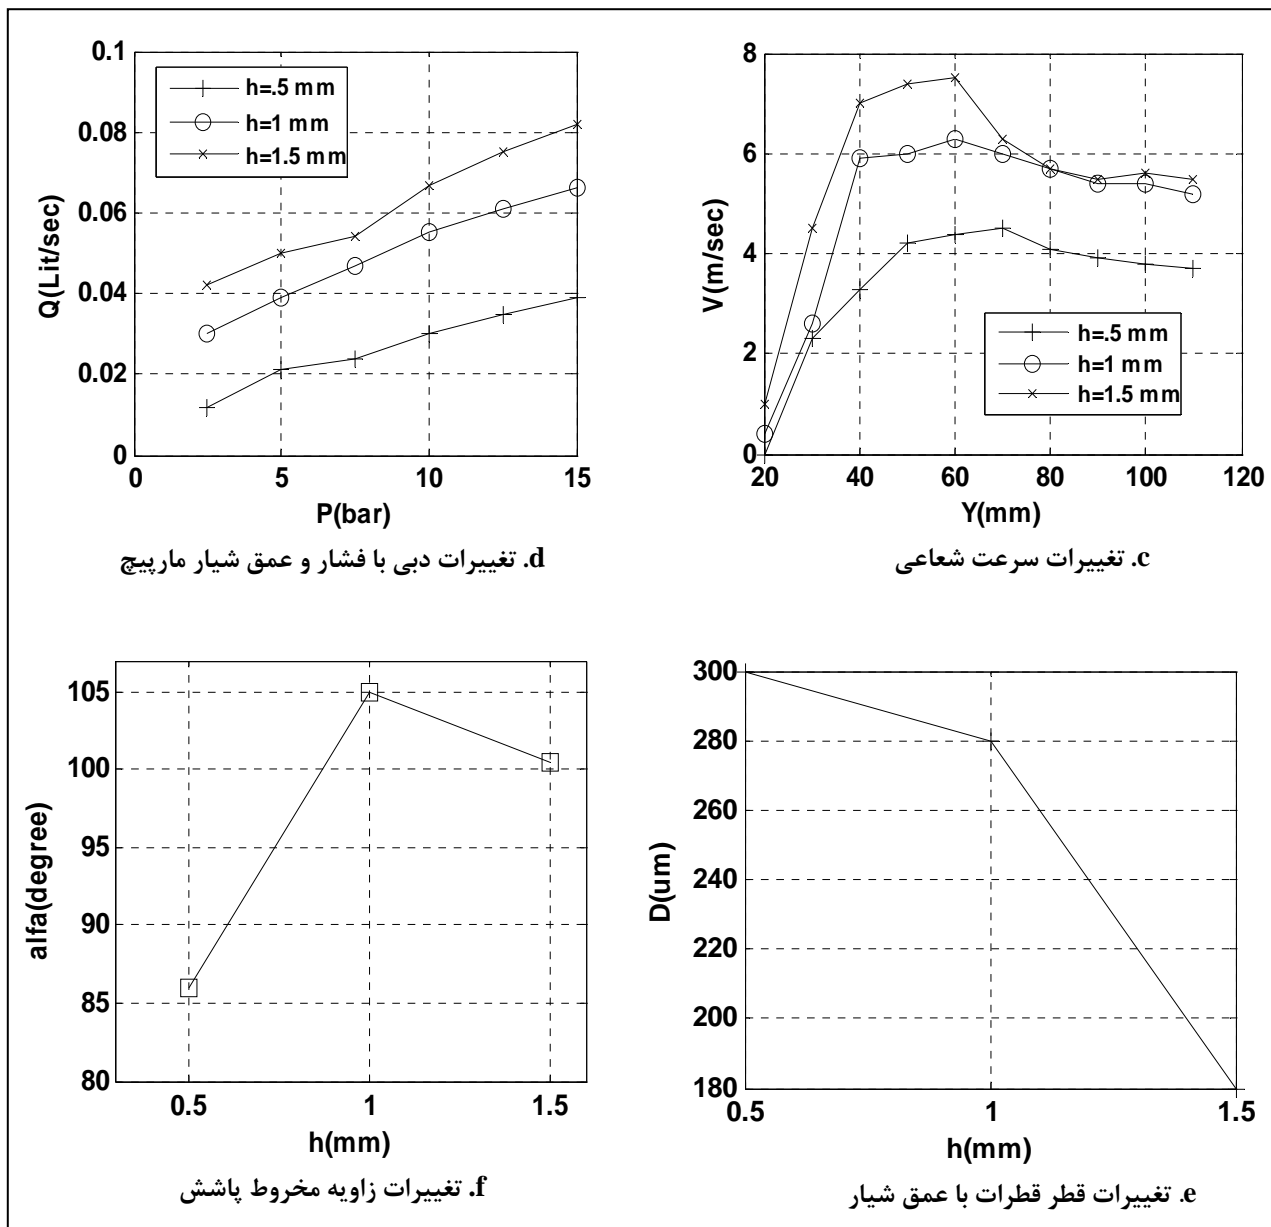 0.1
0.08
0.06
0.04
0.02
0
0 5 10 15
Q(Lit/sec)
P(bar)
h=.5 mm
h=1 mm
h=1.5 mm
d. تغییرات دبی با فشار و عمق شیار مارپیچ
8
6
4
2
0
20 40 60 80 100 120
V(m/sec)
Y(mm)
h=.5 mm
h=1 mm
h=1.5 mm
c. تغییرات سرعت شعاعی
105
100
95
90
85
80
0.5 1 1.5
alfa(degree)
h(mm)
f. تغییرات زاویه مخروط پاشش
300
280
260
240
220
200
180
0.5 1 1.5
D(um)
h(mm)
e. تغییرات قطر قطرات با عمق شیار